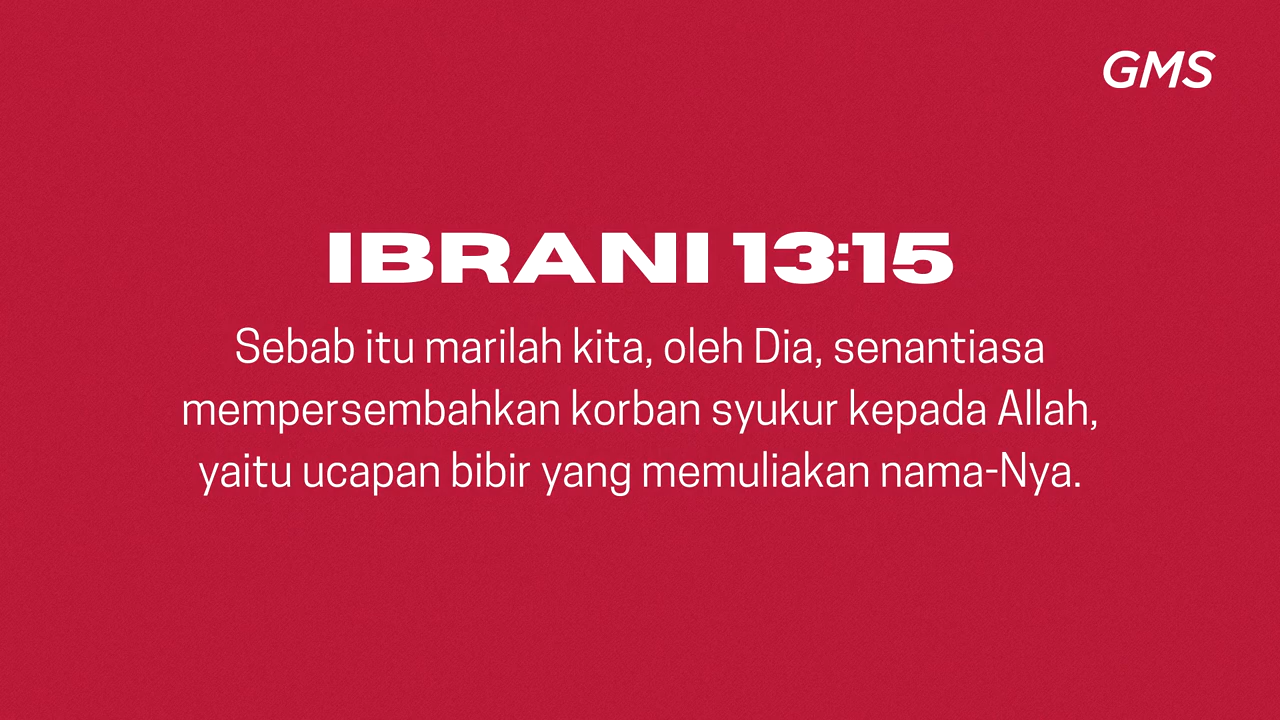 GMS
IBRANI 13:15
Sebab itu marilah kita, oleh Dia, senantiasa
mempersembahkan korban syukur kepada Allah,
yaitu ucapan bibir yang memuliakan nama-Nya.